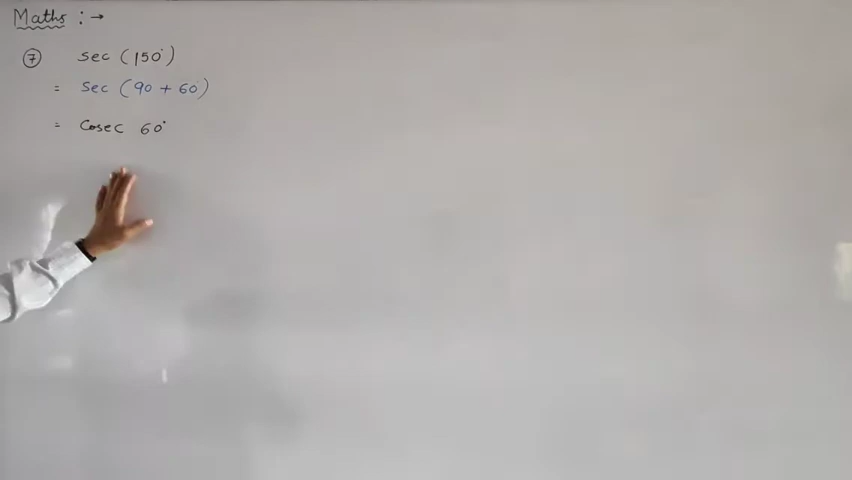 Maths :→
⑦ sec (150°)
= sec (90 + 60°)
= Cosec 60°